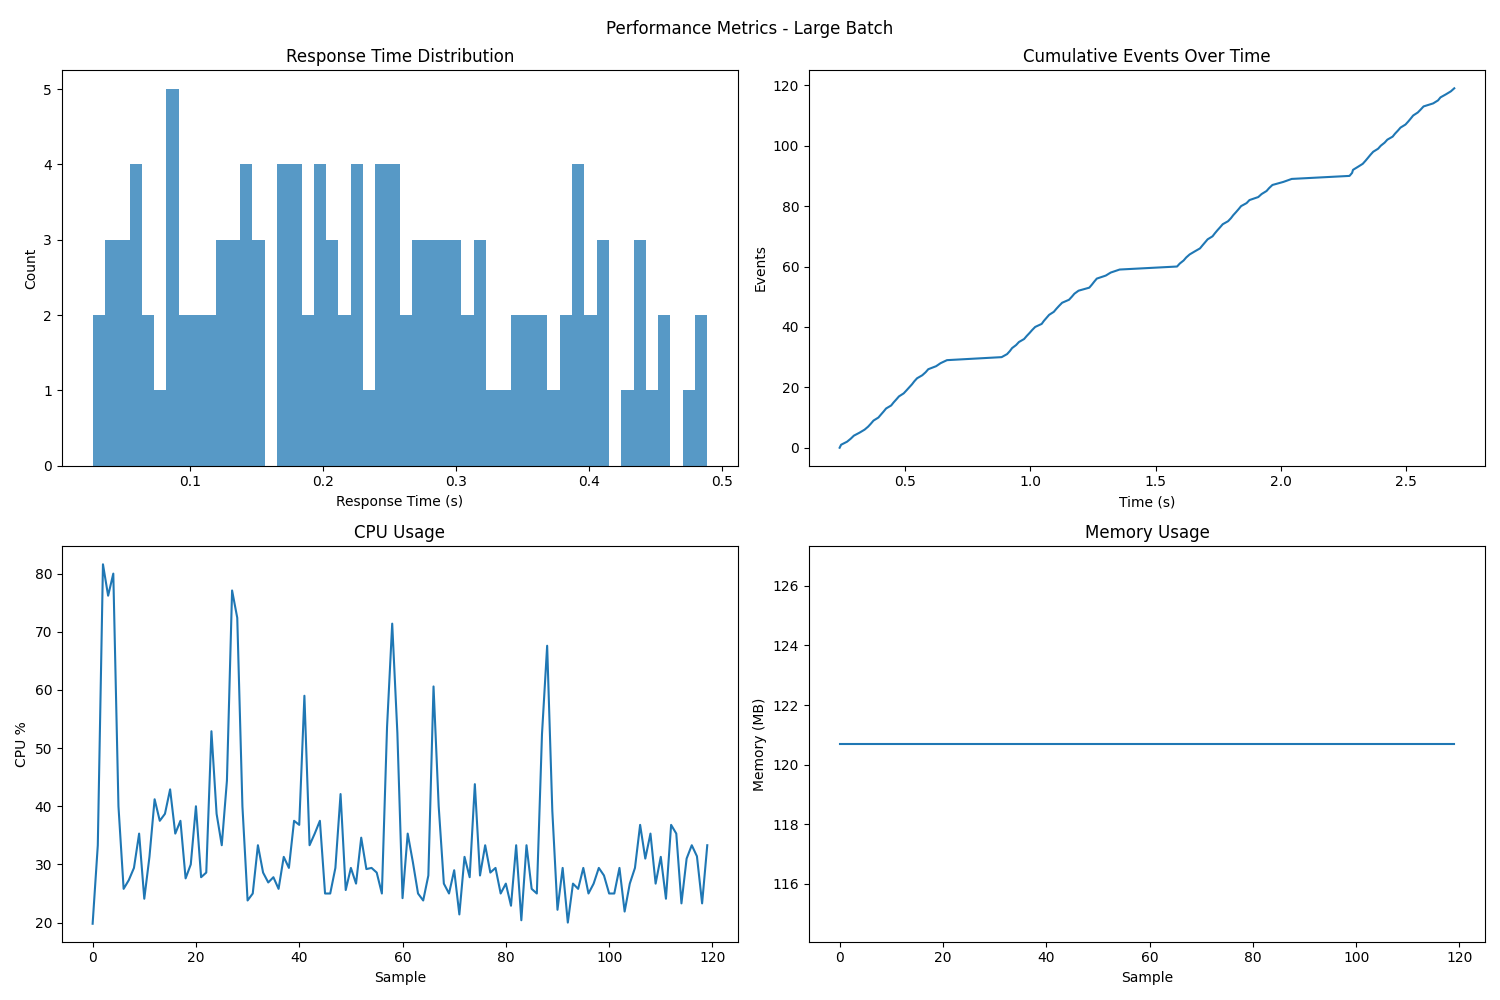 Performance Metrics - Large Batch
Response Time Distribution
5
4
3
2
1
0
Count
0.1 0.2 0.3 0.4 0.5
Response Time (s)
Cumulative Events Over Time
120
100
80
60
40
20
0
Events
0.5 1.0 1.5 2.0 2.5
Time (s)
CPU Usage
80
70
60
50
40
30
20
CPU %
0 20 40 60 80 100 120
Sample
Memory Usage
126
124
122
120
118
116
Memory (MB)
0 20 40 60 80 100 120
Sample